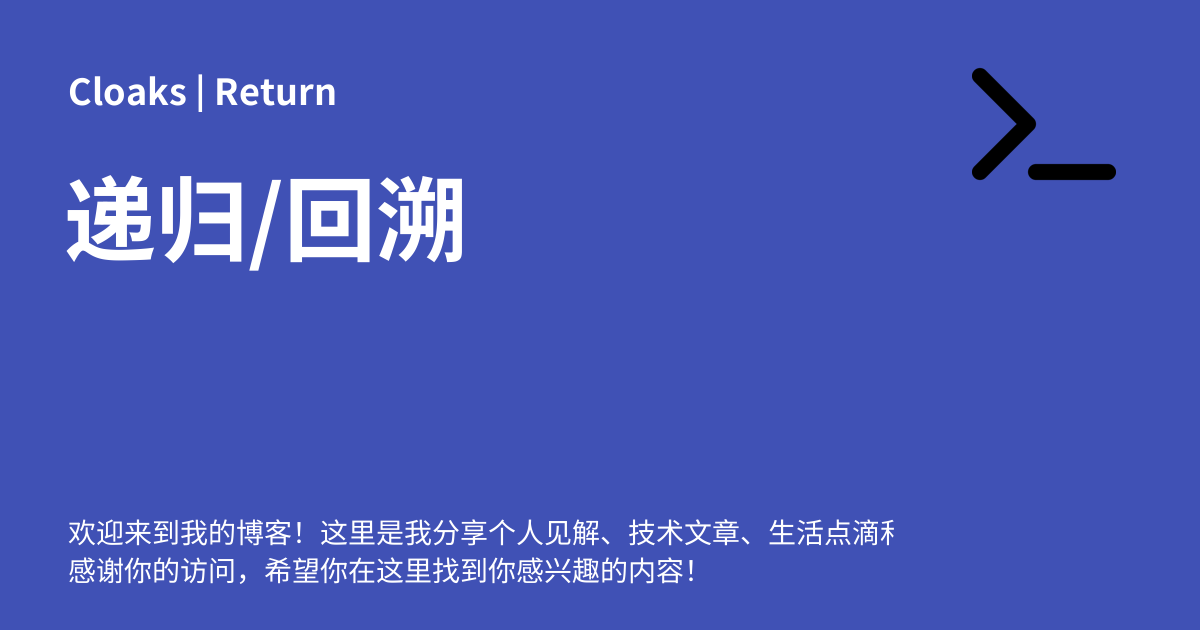 Cloaks | Return
递归/回溯
欢迎来到我的博客！这里是我分享个人见解、技术文章、生活点滴
感谢你的访问，希望你在这里找到你感兴趣的内容！